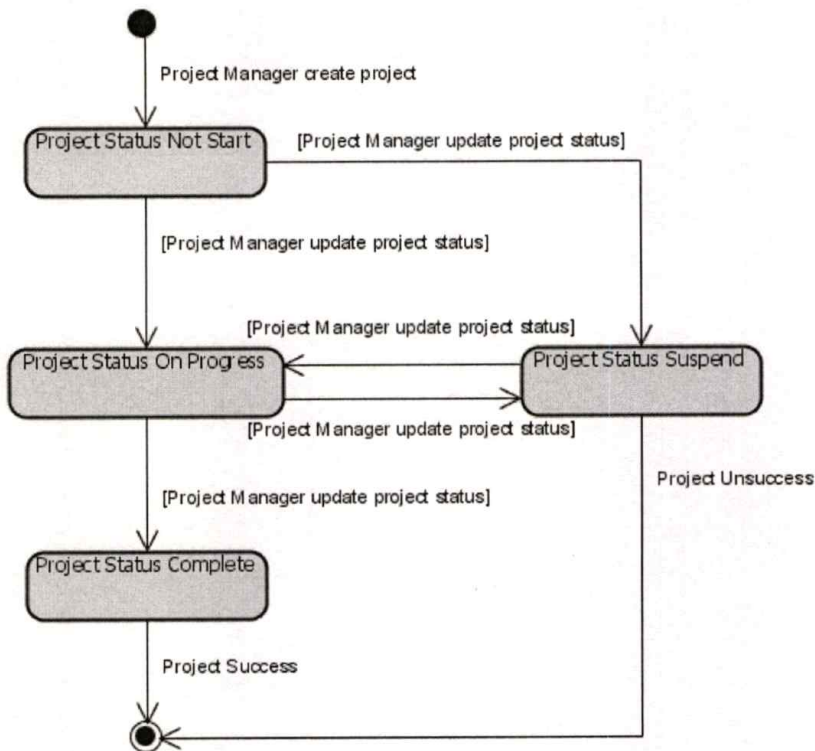 Project Manager create project
Project Status Not Start
[Project Manager update project status]
[Project Manager update project status]
[Project Manager update project status]
Project Status On Progress
Project Status Suspend
[Project Manager update project status]
Project Unsuccess
[Project Manager update project status]
Project Status Complete
Project Success